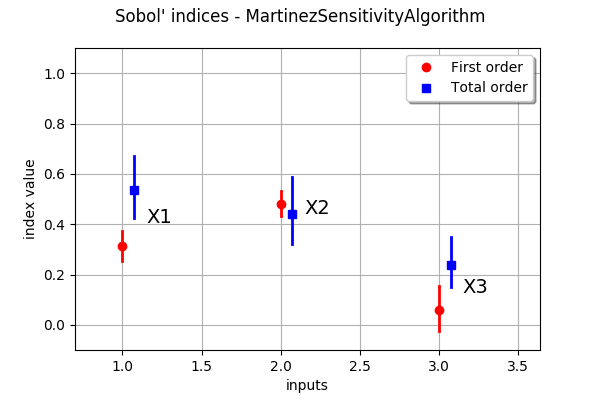 Sobol' indices - MartinezSensitivityAlgorithm
First order
Total order
1.0
0.8
0.6
0.4
0.2
0.0
index value
X1
X2
X3
1.0 1.5 2.0 2.5 3.0 3.5
inputs